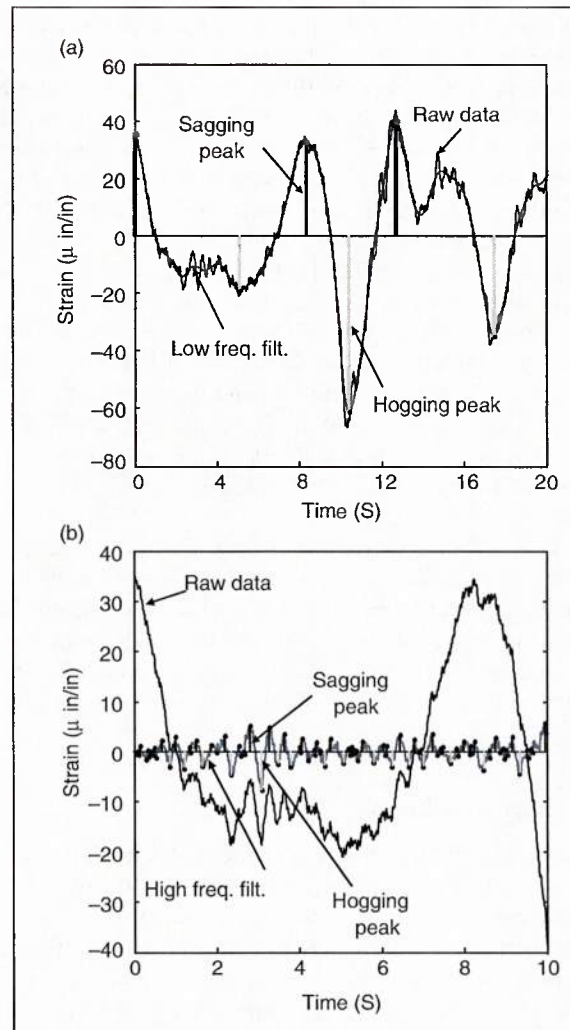 (a)
60
40
20
0
−20
−40
−60
−80
Strain (μ in/in)
Sagging
peak
Raw data
Low freq. filt.
Hogging peak
0
4
8
12
16
20
Time (S)
(b)
40
30
20
10
0
−10
−20
−30
−40
Strain (μ in/in)
Raw data
Sagging
peak
High freq. filt.
Hogging
peak
0
2
4
6
8
10
Time (S)